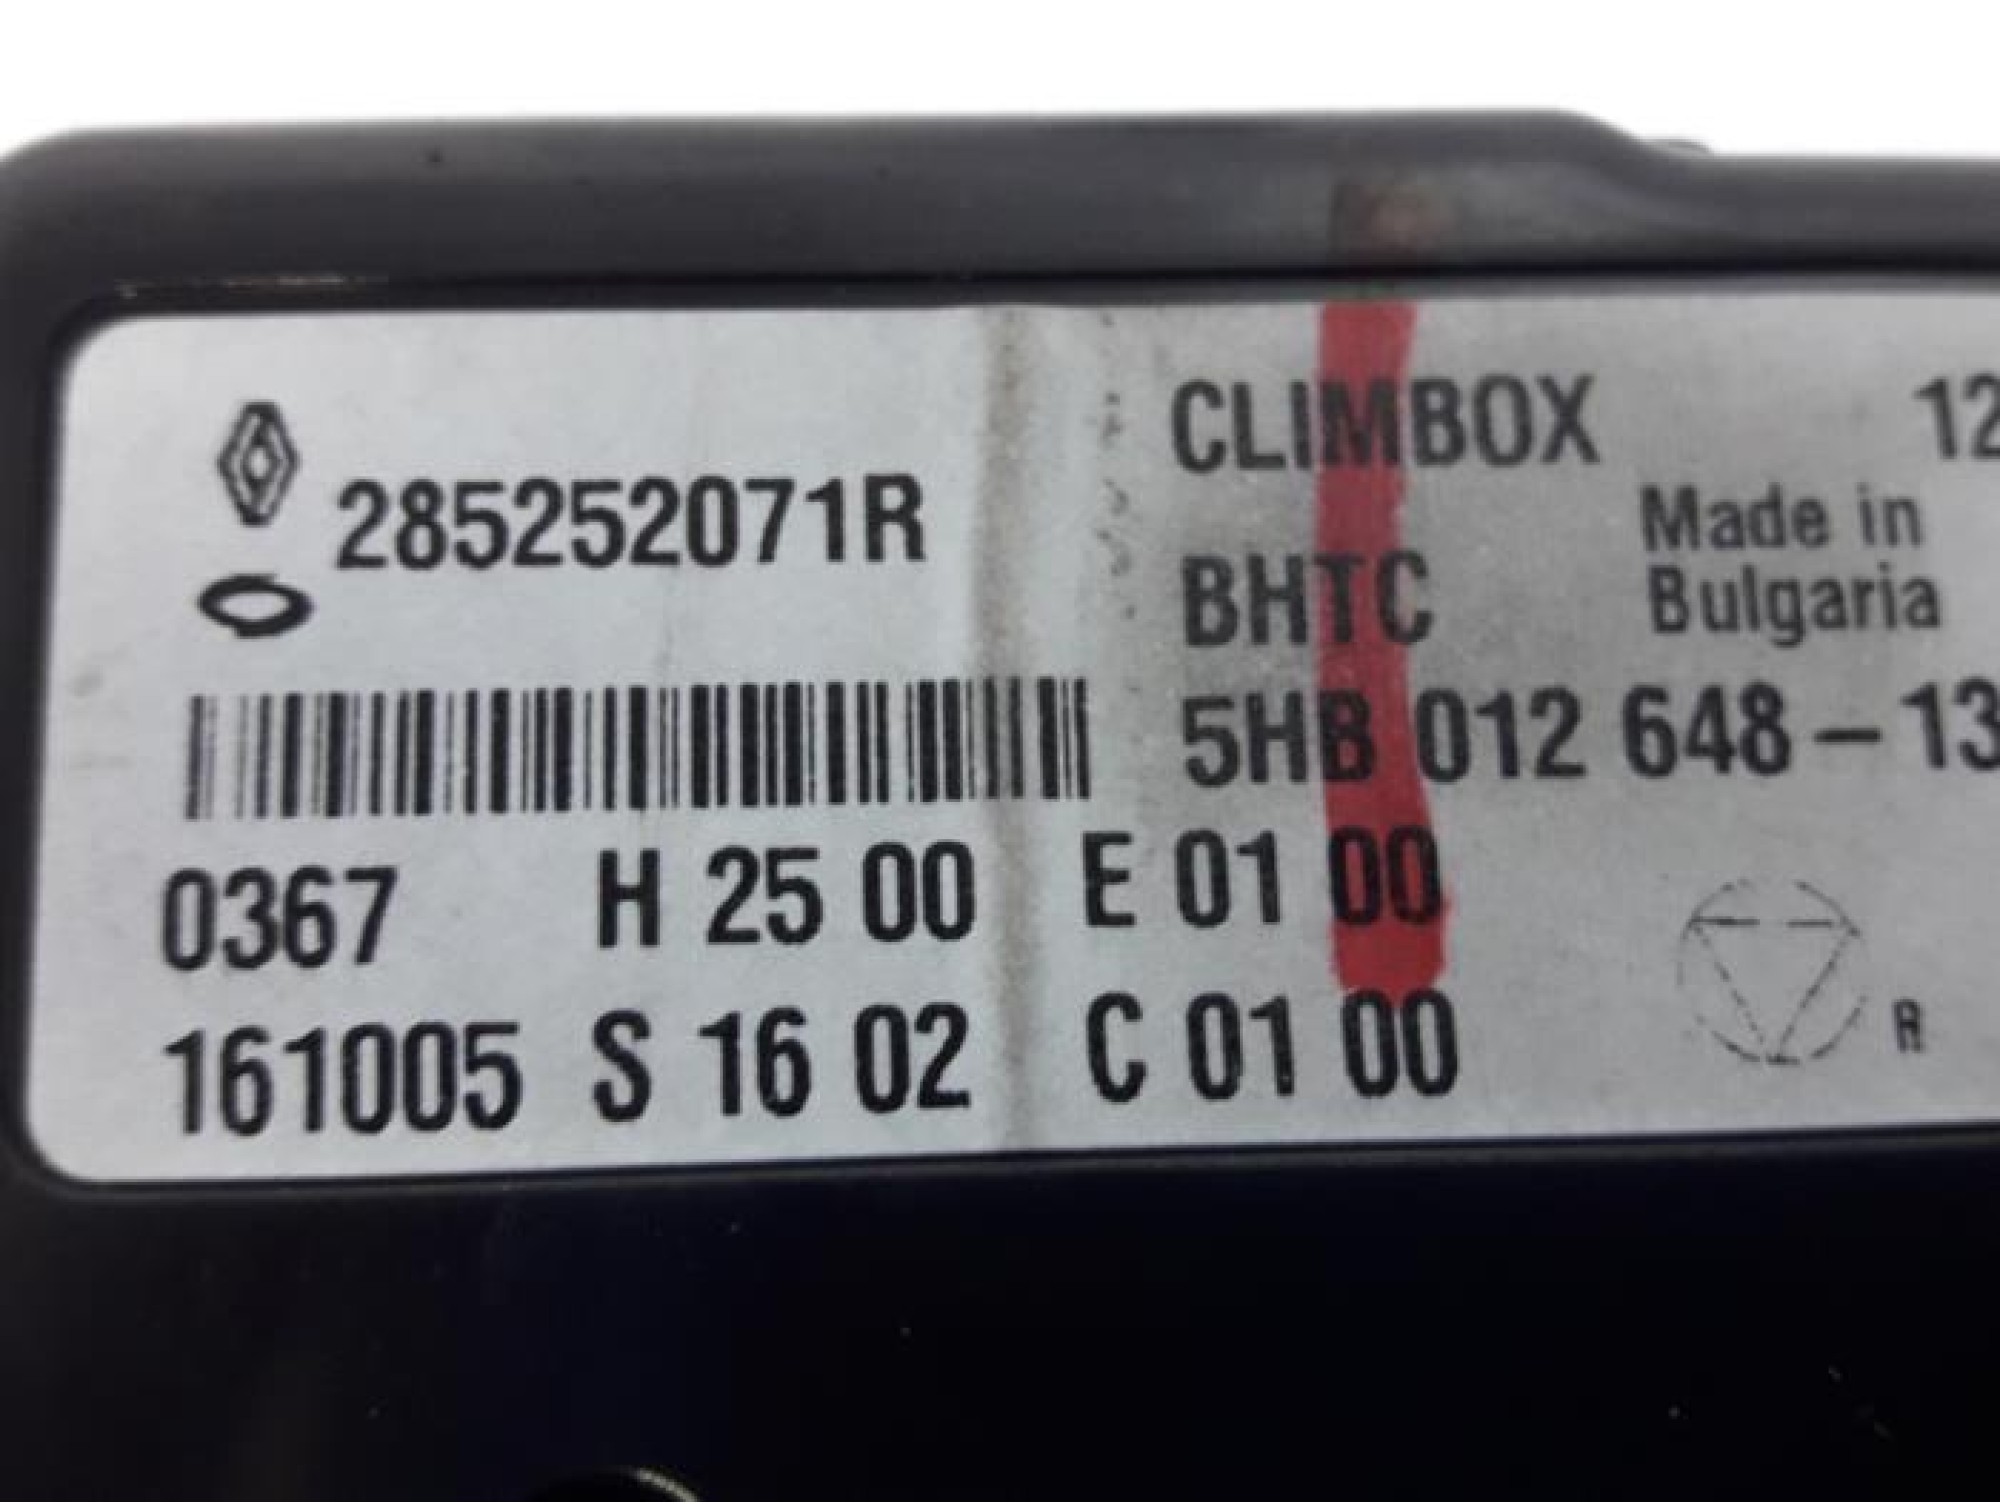 285252071R
CLIMBOX 12
BHTC
Made in
Bulgaria
5HB 012 648-13
0367 H 25 00 E 01 00
161005 S 16 02 C 01 00
R